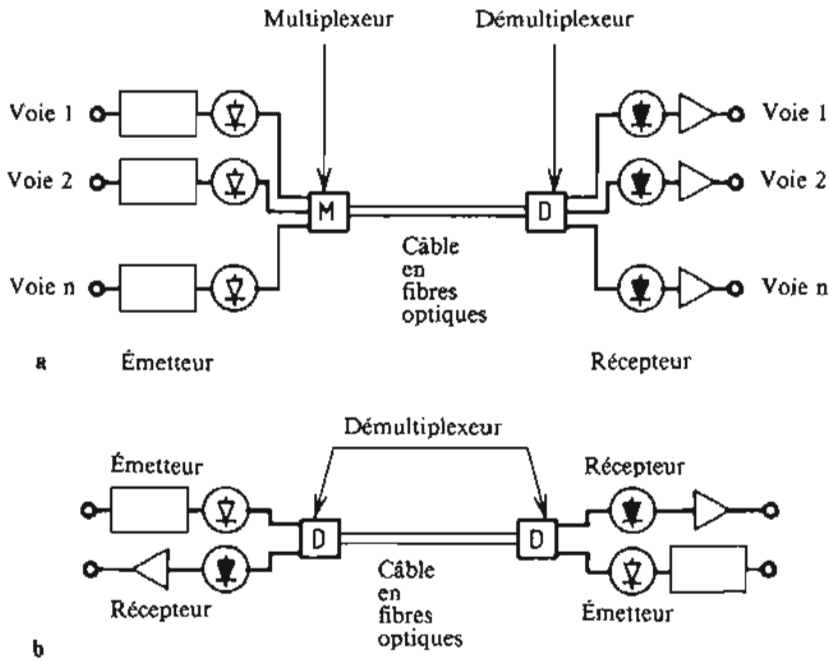 Multiplexeur Démultiplexeur
Voie 1 Voie 1
Voie 2 Voie 2
M D
Voie n Voie n
Câble
en
fibres
optiques
a Émetteur Récepteur
Démultiplexeur
Émetteur Récepteur
D D
Récepteur Émetteur
Câble
en
fibres
optiques
b